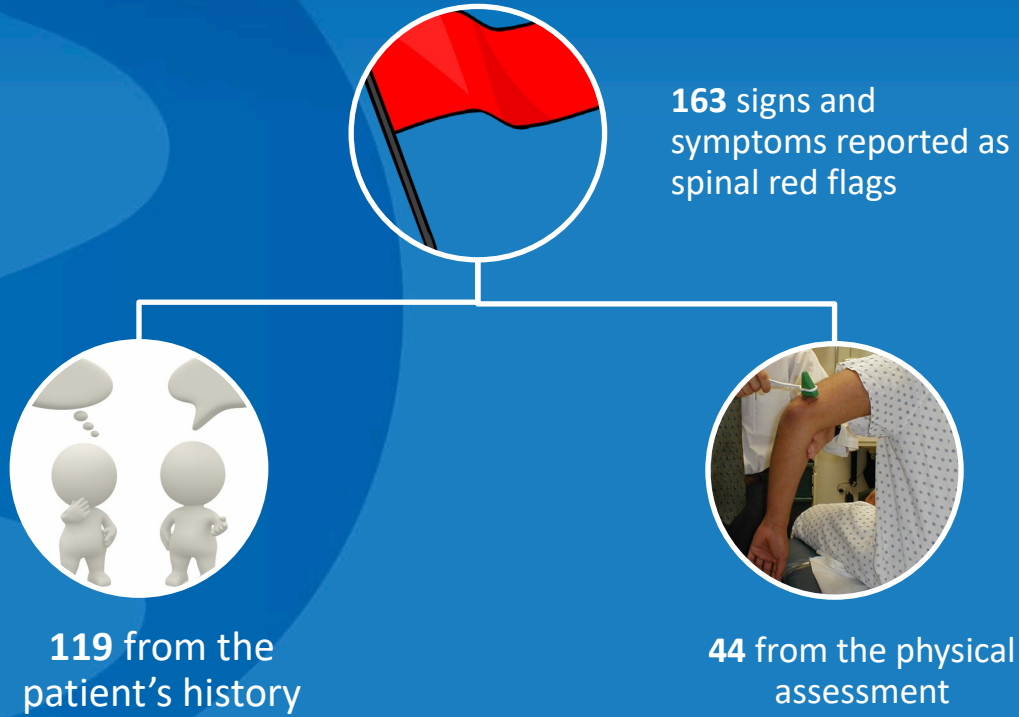 163 signs and
symptoms reported as
spinal red flags
119 from the
patient’s history
44 from the physical
assessment